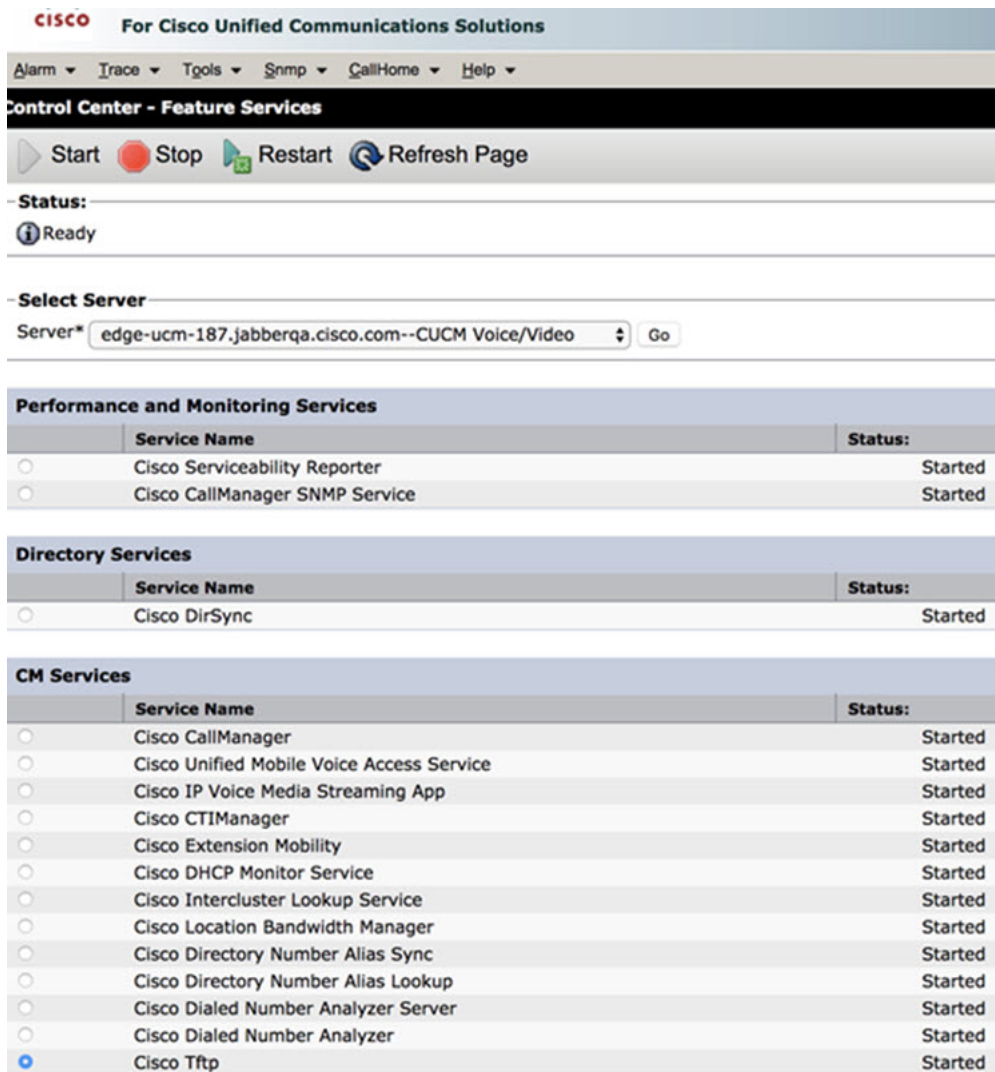 CISCO For Cisco Unified Communications Solutions
Alarm Trace Tools Snmp CallHome Help
Control Center - Feature Services
Start Stop Restart Refresh Page
Status:
Ready
Select Server
Server* edge-ucm-187.jabberqa.cisco.com--CUCM Voice/Video Go
Performance and Monitoring Services
Service Name Status:
Cisco Serviceability Reporter Started
Cisco CallManager SNMP Service Started
Directory Services
Service Name Status:
Cisco DirSync Started
CM Services
Service Name Status:
Cisco CallManager Started
Cisco Unified Mobile Voice Access Service Started
Cisco IP Voice Media Streaming App Started
Cisco CTIManager Started
Cisco Extension Mobility Started
Cisco DHCP Monitor Service Started
Cisco Intercluster Lookup Service Started
Cisco Location Bandwidth Manager Started
Cisco Directory Number Alias Sync Started
Cisco Directory Number Alias Lookup Started
Cisco Dialed Number Analyzer Server Started
Cisco Dialed Number Analyzer Started
Cisco Tftp Started